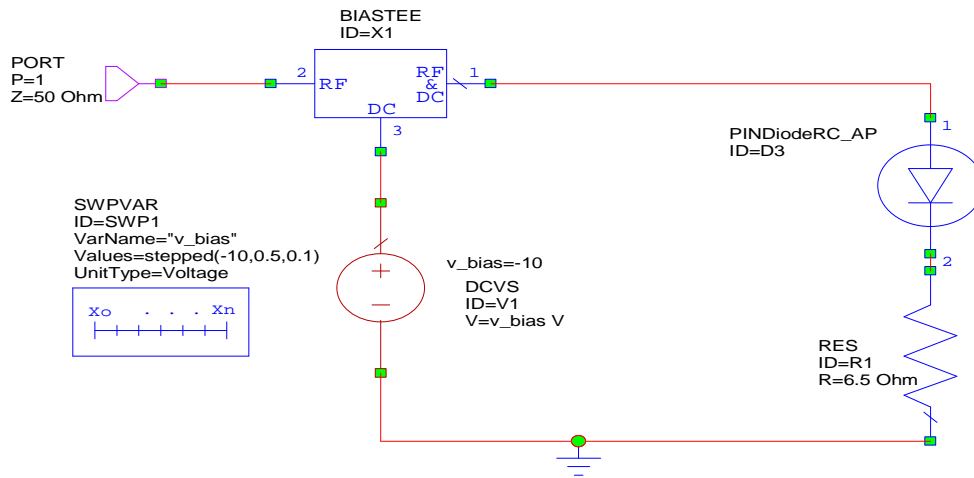 BIASTEE
ID=X1
PORT
P=1
Z=50 Ohm
2
RF
RF
&
DC
1
DC
3
1
PINDiodeRC_AP
ID=D3
SWPVAR
ID=SWP1
VarName="v_bias"
Values=stepped(-10,0.5,0.1)
UnitType=Voltage
Xo . . . Xn
v_bias=-10
DCVS
ID=V1
V=v_bias V
2
RES
ID=R1
R=6.5 Ohm